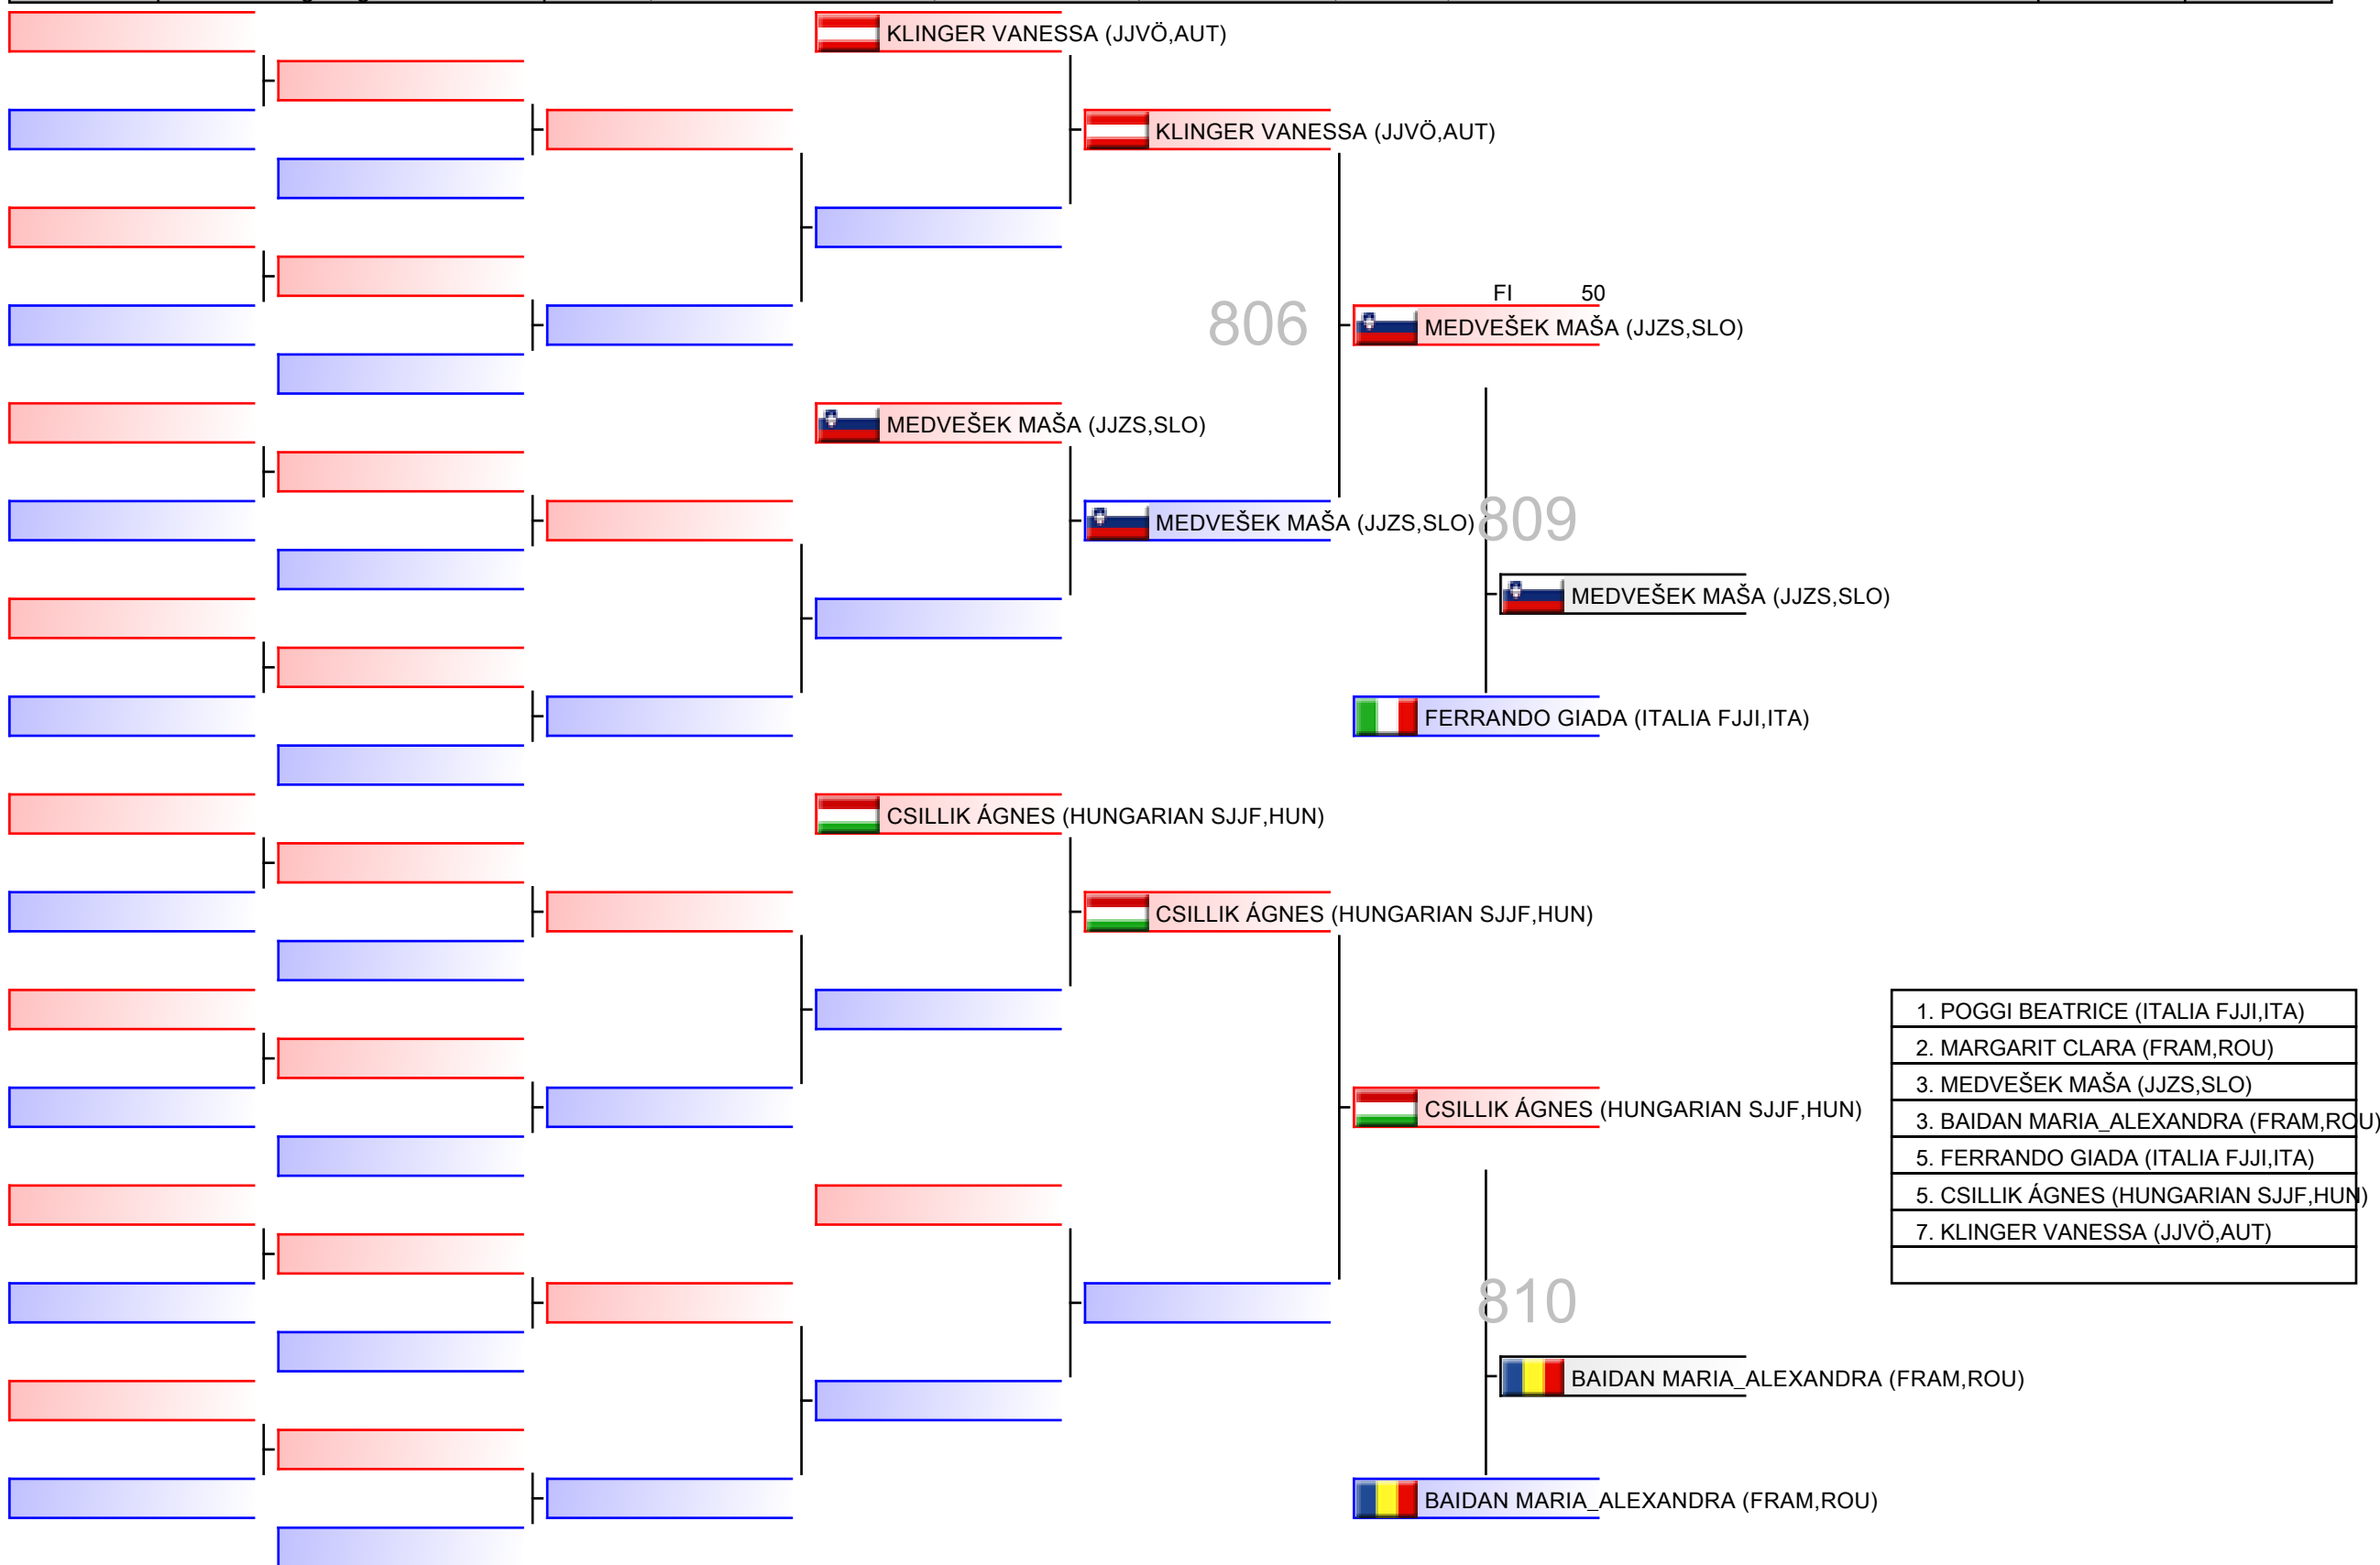 KLINGER VANESSA (JJVÖ,AUT)
KLINGER VANESSA (JJVÖ,AUT)
FI 50
806
MEDVEŠEK MAŠA (JJZS,SLO)
MEDVEŠEK MAŠA (JJZS,SLO)
MEDVEŠEK MAŠA (JJZS,SLO)
809
MEDVEŠEK MAŠA (JJZS,SLO)
FERRANDO GIADA (ITALIA FJJI,ITA)
CSILLIK ÁGNES (HUNGARIAN SJJF,HUN)
CSILLIK ÁGNES (HUNGARIAN SJJF,HUN)
CSILLIK ÁGNES (HUNGARIAN SJJF,HUN)
1. POGGI BEATRICE (ITALIA FJJI,ITA)
2. MARGARIT CLARA (FRAM,ROU)
3. MEDVEŠEK MAŠA (JJZS,SLO)
3. BAIDAN MARIA_ALEXANDRA (FRAM,ROU)
5. FERRANDO GIADA (ITALIA FJJI,ITA)
5. CSILLIK ÁGNES (HUNGARIAN SJJF,HUN)
7. KLINGER VANESSA (JJVÖ,AUT)
810
BAIDAN MARIA_ALEXANDRA (FRAM,ROU)
BAIDAN MARIA_ALEXANDRA (FRAM,ROU)